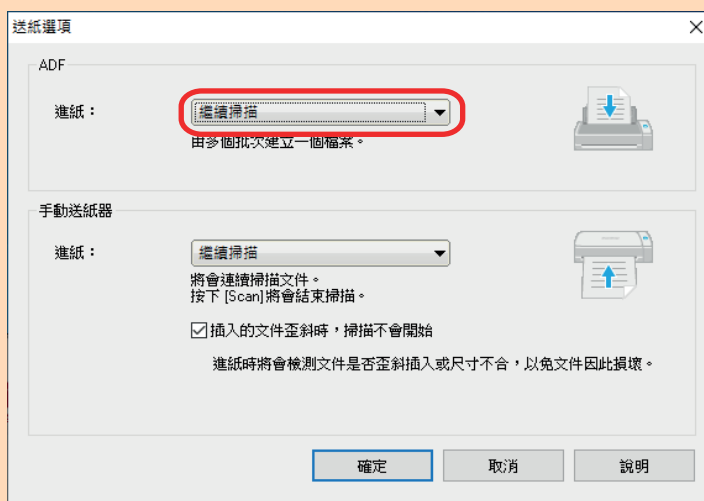 送紙選項
ADF
進紙：
繼續掃描
由多個批次建立一個檔案。
手動送紙器
進紙：
繼續掃描
將會連續掃描文件。
按下 [Scan]將會結束掃描。
插入的文件歪斜時，掃描不會開始
進紙時將會檢測文件是否歪斜插入或尺寸不合，以免文件因此損壞。
確定
取消
說明